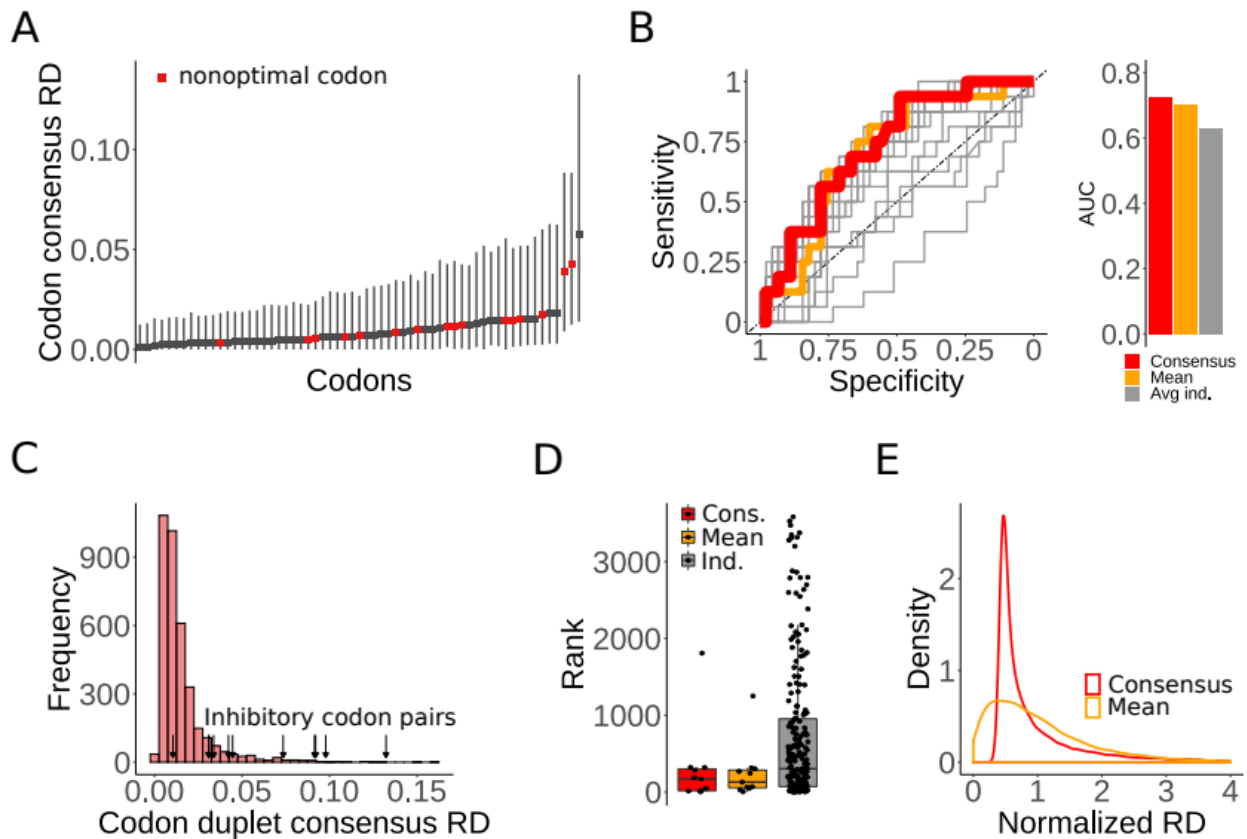 A
Codon consensus RD
0.10
0.05
0.00
nonoptimal codon
Codons
B
Sensitivity
1
0.75
0.5
0.25
0
1 0.75 0.5 0.25 0
Specificity
AUC
0.8
0.6
0.4
0.2
0.0
Consensus
Mean
Avg ind.
C
Frequency
900
600
300
0
Inhibitory codon pairs
0.00 0.05 0.10 0.15
Codon duplet consensus RD
D
Rank
3000
2000
1000
0
Cons.
Mean
Ind.
E
Density
2
1
0
Consensus
Mean
0 1 2 3 4
Normalized RD